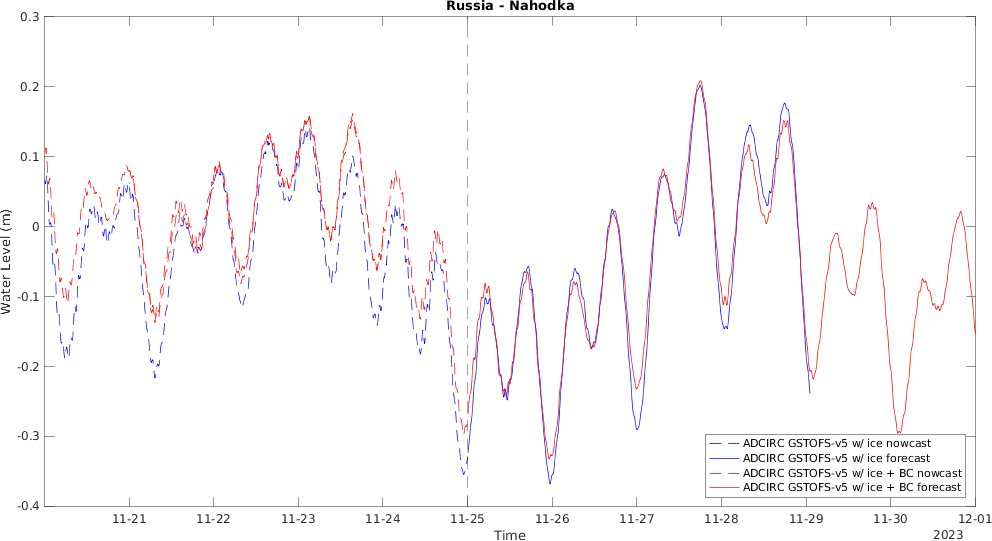 Russia - Nahodka
0.3
0.2
0.1
0
-0.1
-0.2
-0.3
-0.4
Water Level (m)
11-21
11-22
11-23
11-24
11-25
11-26
11-27
11-28
11-29
11-30
12-01
Time
2023
ADCIRC GSTOFS-v5 w/ ice nowcast
ADCIRC GSTOFS-v5 w/ ice forecast
ADCIRC GSTOFS-v5 w/ ice + BC nowcast
ADCIRC GSTOFS-v5 w/ ice + BC forecast